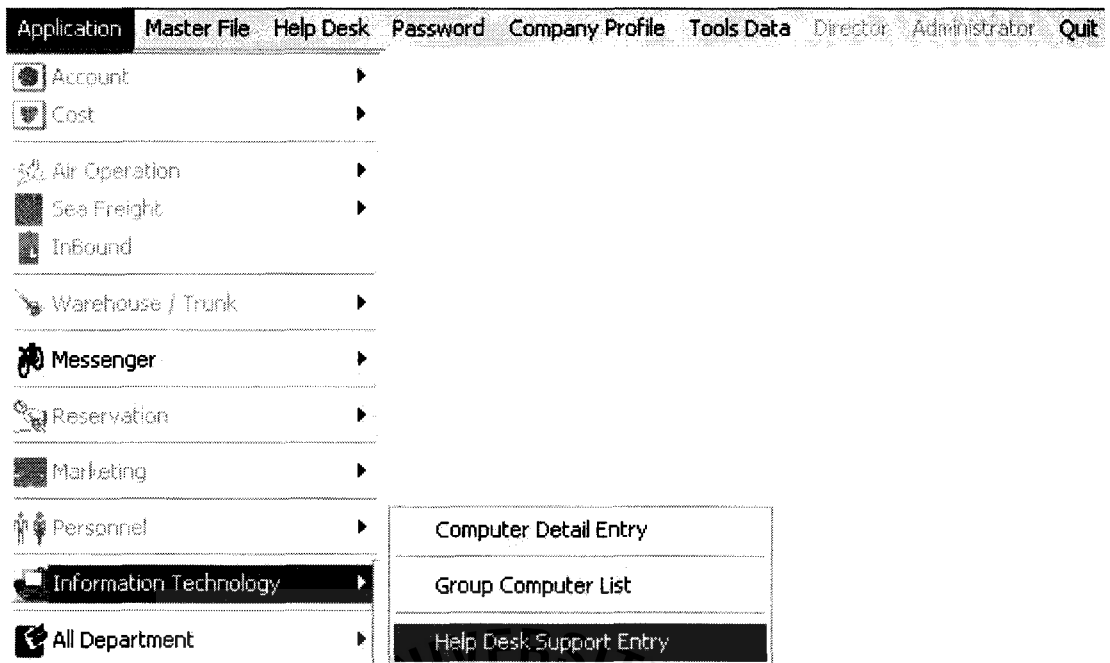 Application Master File Help Desk Password Company Profile Tools Data Director Administrator Quit
Account
Cost
Air Operation
Sea Freight
InBound
Warehouse / Trunk
Messenger
Reservation
Marketing
Personnel
Information Technology
All Department
Computer Detail Entry
Group Computer List
Help Desk Support Entry